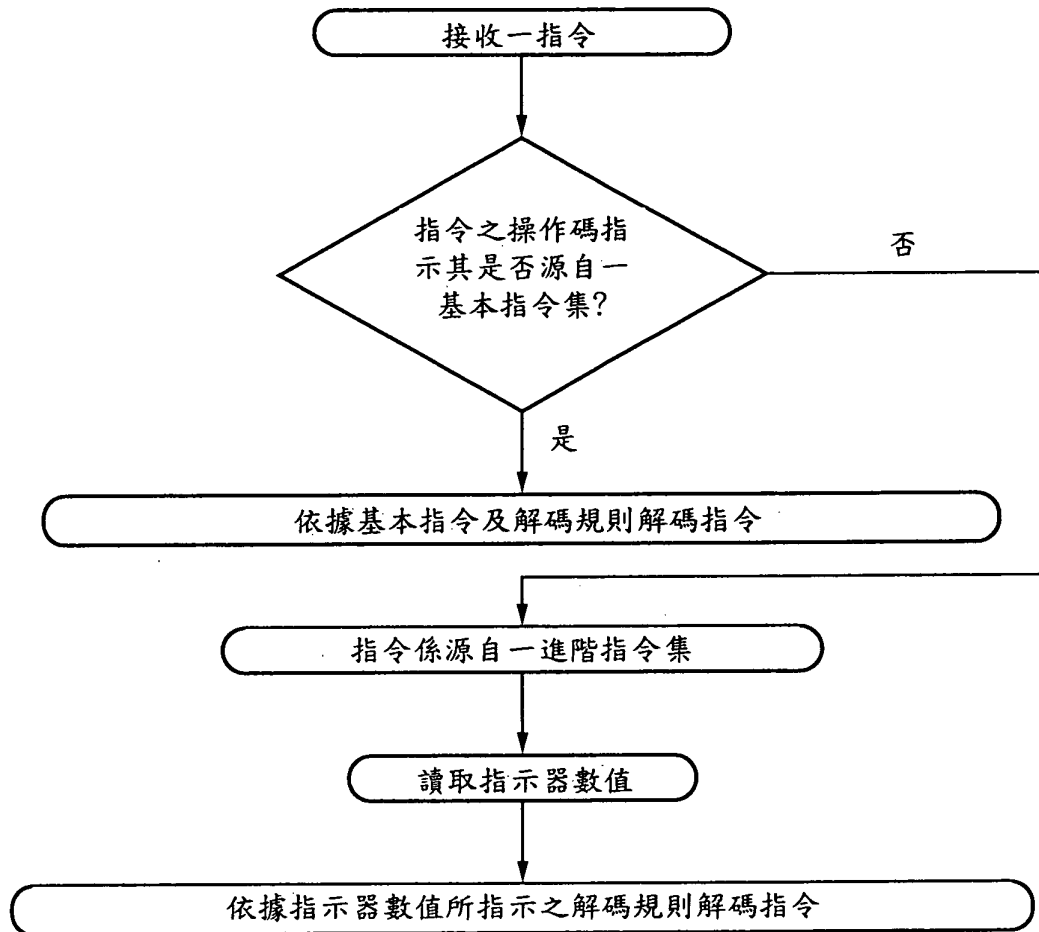 接收一指令
指令之操作碼指
示其是否源自一
基本指令集?
否
是
依據基本指令及解碼規則解碼指令
指令係源自一進階指令集
讀取指示器數值
依據指示器數值所指示之解碼規則解碼指令